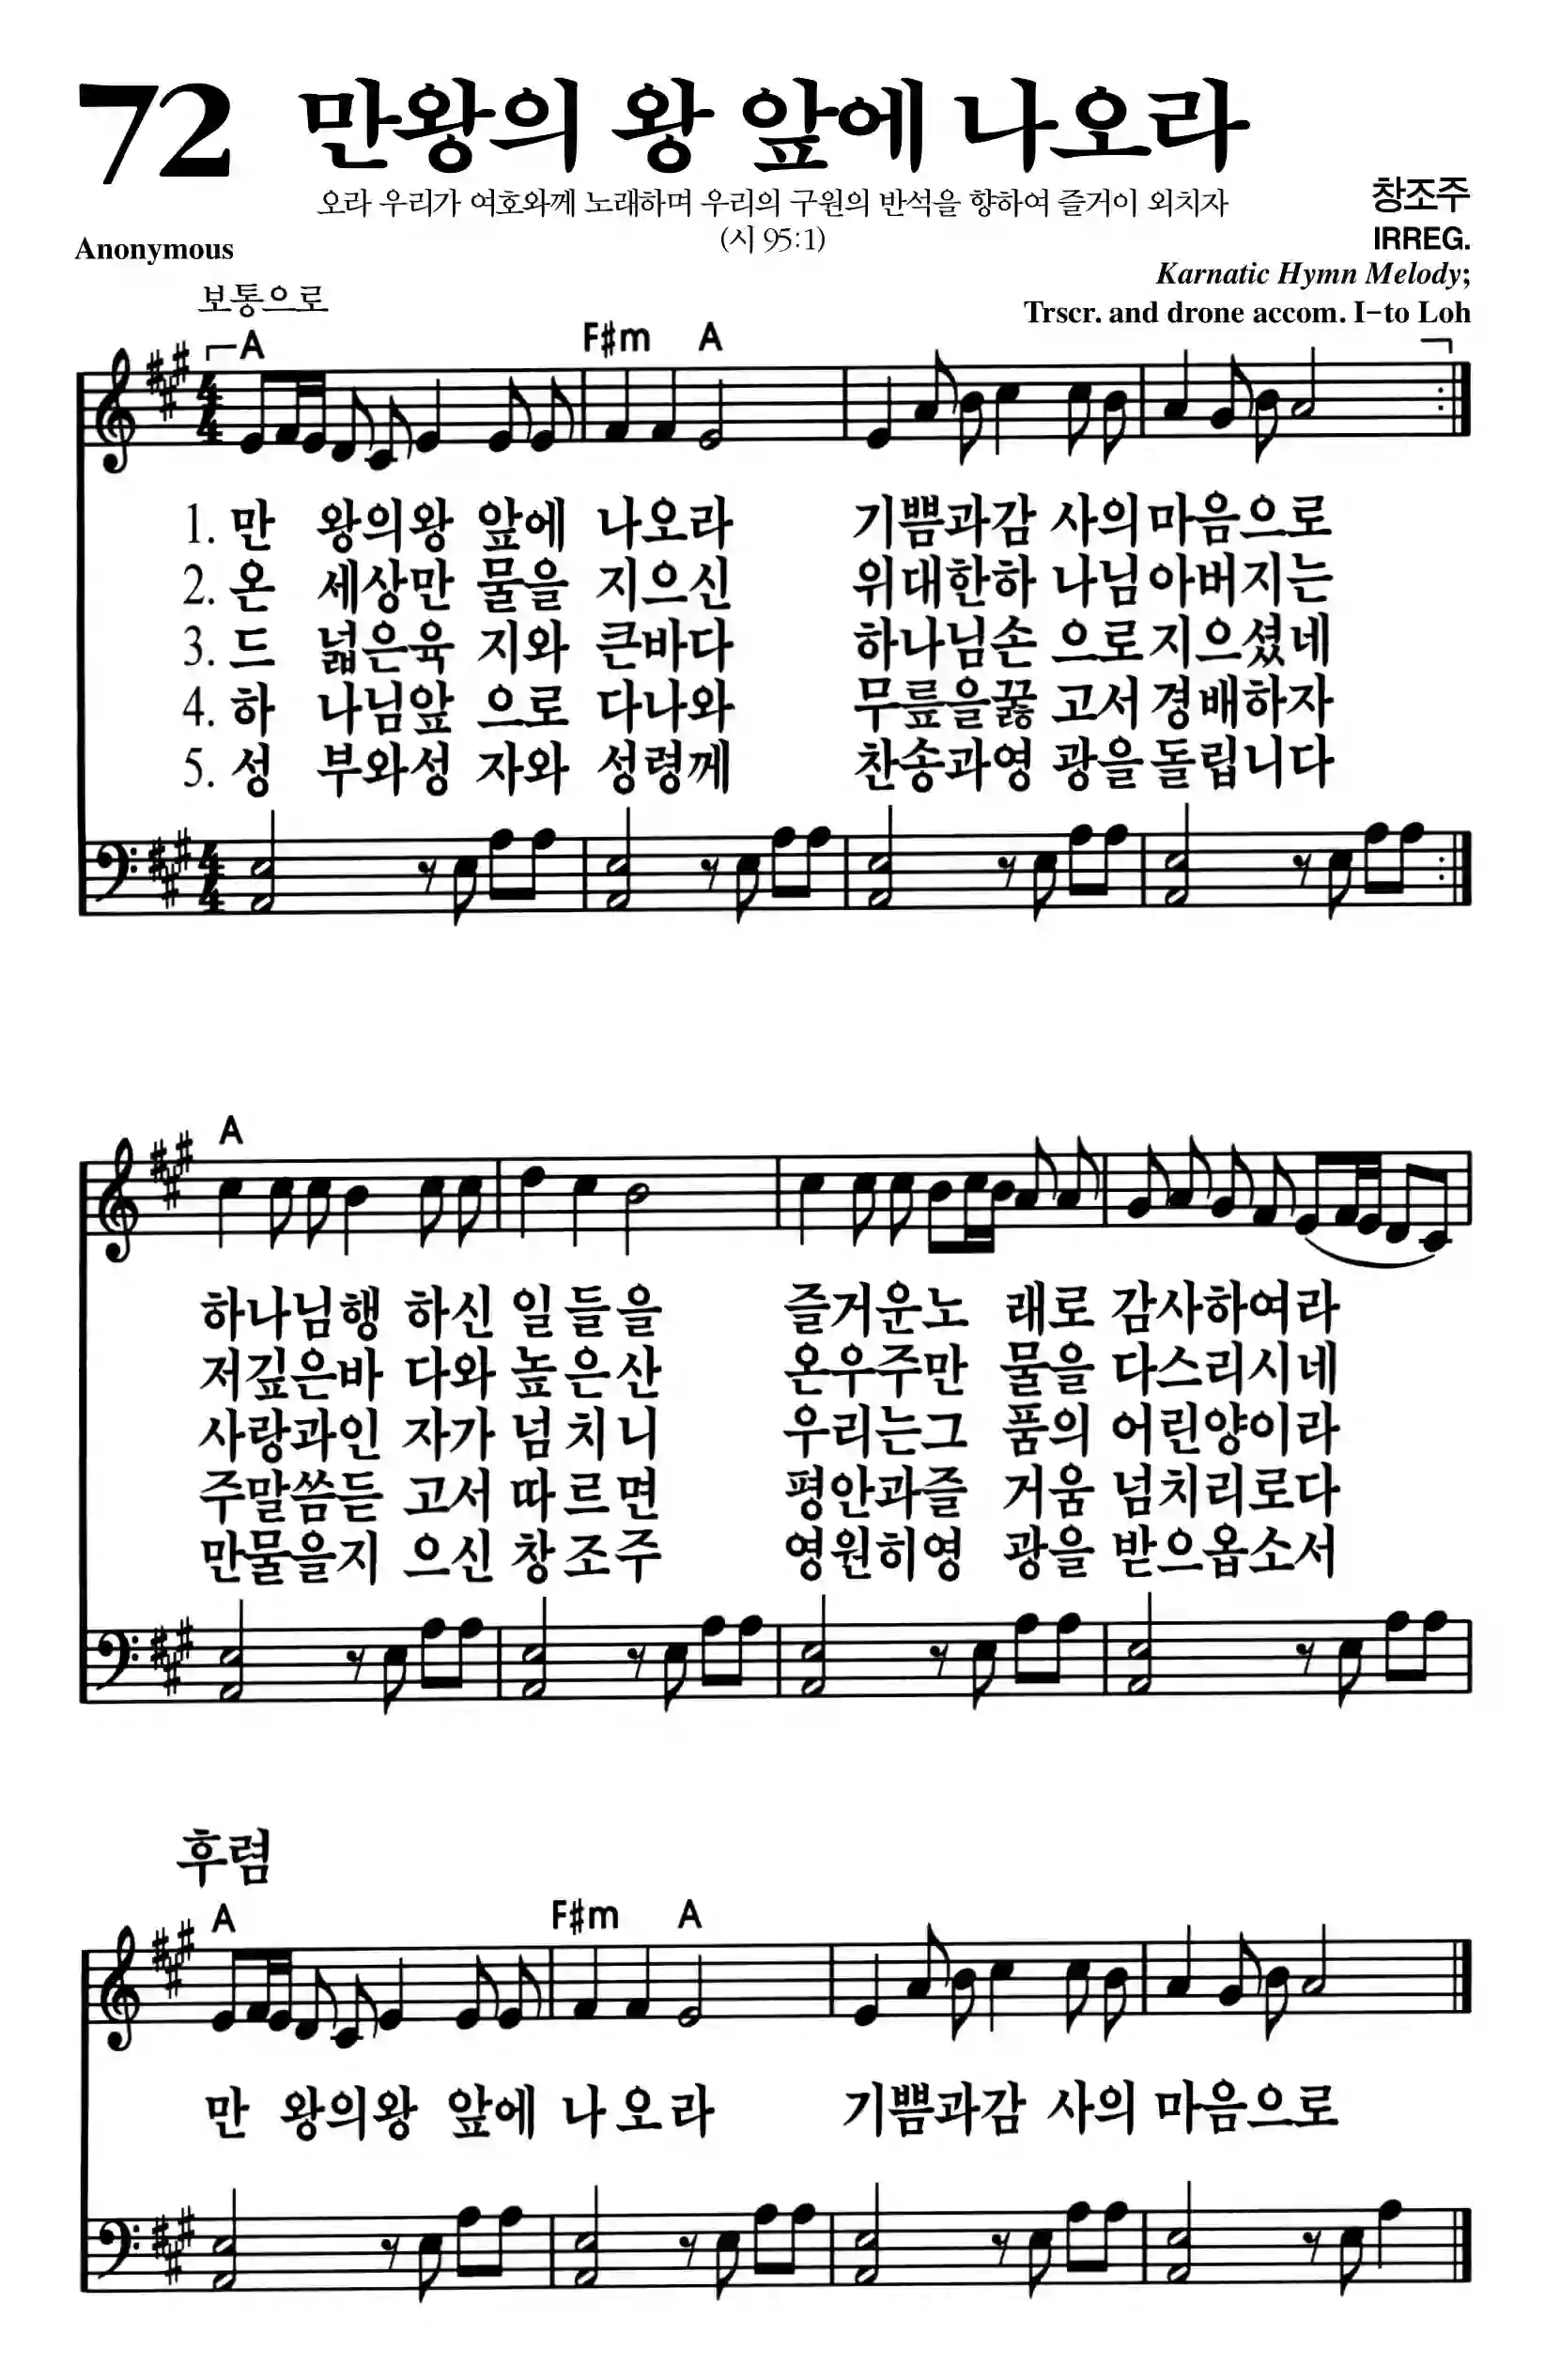 72 만왕의 왕 앞에 나오라
오라 우리가 여호와께 노래하며 우리의 구원의 반석을 향하여 즐거이 외치자
(시 95:1)
창조주
IRREG.
Anonymous
Karnatic Hymn Melody;
Trscr. and drone accom. I-to Loh
보통으로
A F#m A
1. 만 왕의왕 앞에 나오라 기쁨과감 사의 마음으로
2. 온 세상만 물을 지으신 위대한하 나님 아버지는
3. 드 넓은육 지와 큰바다 하나님손 으로 지으셨네
4. 하 나님앞 으로 다나와 무릎을꿇 고서 경배하자
5. 성 부와성 자와 성령께 찬송과영 광을 돌립니다
A
하나님행 하신 일들을 즐거운노 래로 감사하여라
저깊은바 다와 높은산 온우주만 물을 다스리시네
사랑과인 자가 넘치니 우리는그 품의 어린양이라
주말씀듣 고서 따르면 평안과즐 거움 넘치리로다
만물을지 으신 창조주 영원히영 광을 받으옵소서
후렴
A F#m A
만 왕의왕 앞에 나오라 기쁨과감 사의 마음으로